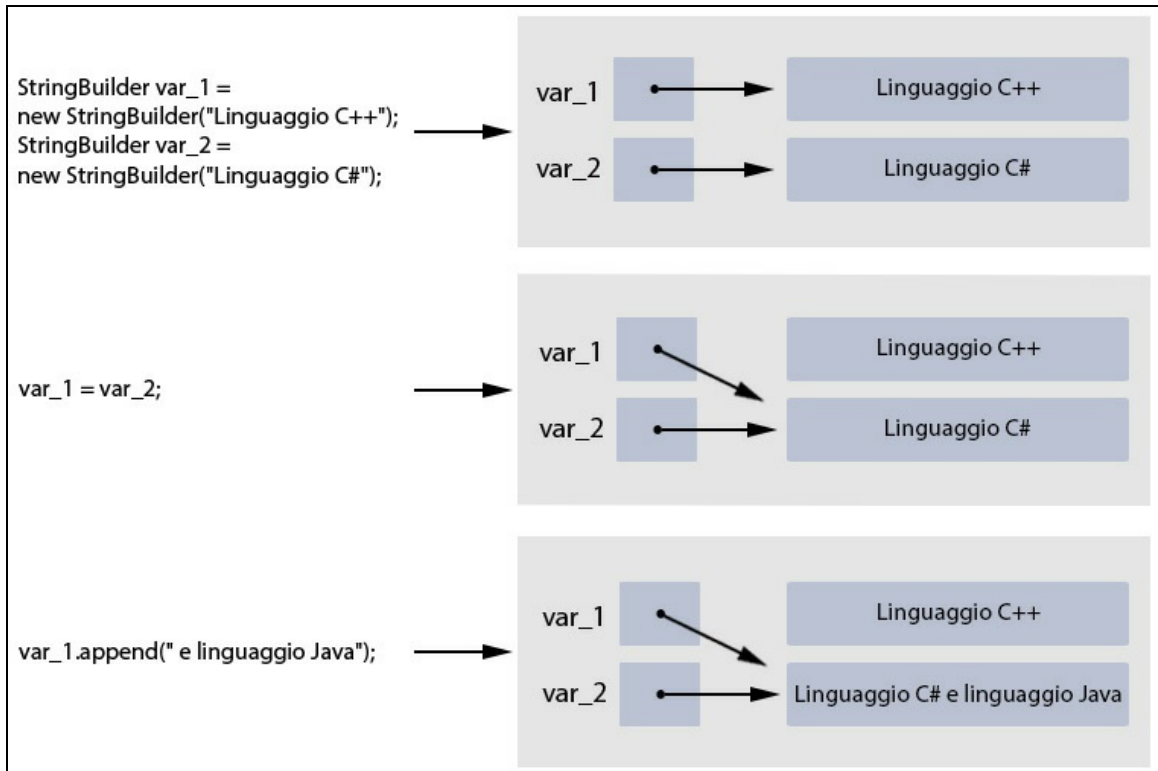 StringBuilder var_1 =
new StringBuilder("Linguaggio C++");
StringBuilder var_2 =
new StringBuilder("Linguaggio C#");
var_1
Linguaggio C++
var_2
Linguaggio C#
var_1 = var_2;
var_1
Linguaggio C++
var_2
Linguaggio C#
var_1.append(" e linguaggio Java");
var_1
Linguaggio C++
var_2
Linguaggio C# e linguaggio Java